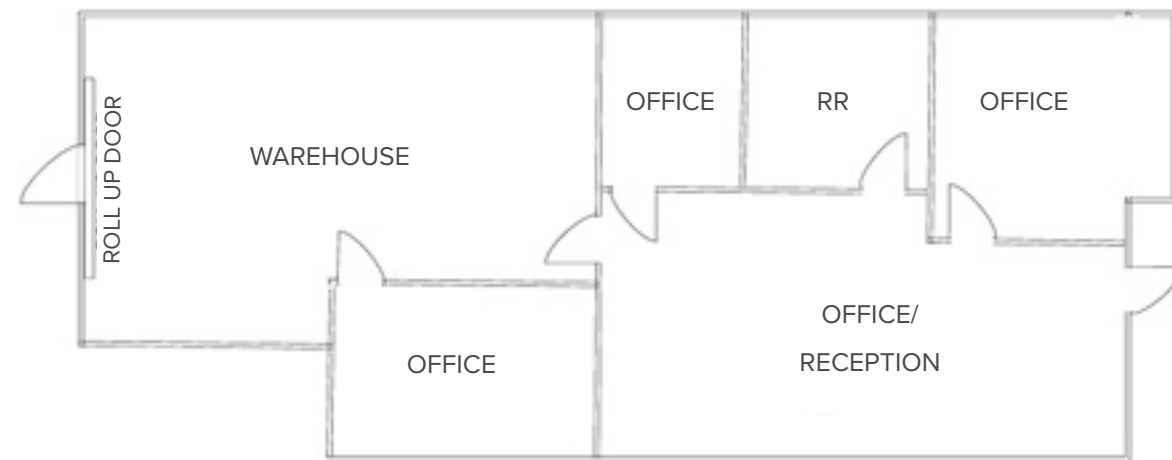 OFFICE
RR
OFFICE
ROLL UP DOOR
WAREHOUSE
OFFICE/
RECEPTION
OFFICE